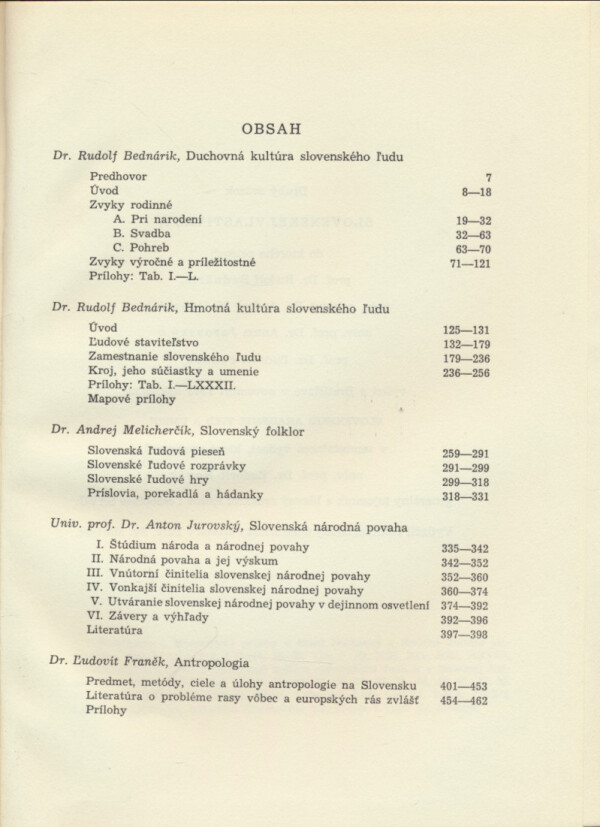 OBSAH
Dr. Rudolf Bednárik, Duchovná kultúra slovenského ľudu
Predhovor 7
Úvod 8—18
Zvyky rodinné
A. Pri narodení 19—32
B. Svadba 32—63
C. Pohreb 63—70
Zvyky výročné a príležitostné 71—121
Prílohy: Tab. I.—L.
Dr. Rudolf Bednárik, Hmotná kultúra slovenského ľudu
Úvod 125—131
Ľudové staviteľstvo 132—179
Zamestnanie slovenského ľudu 179—236
Kroj, jeho súčiastky a umenie 236—256
Prílohy: Tab. I.—LXXXII.
Mapové prílohy
Dr. Andrej Melicherčík, Slovenský folklor
Slovenská ľudová pieseň 259—291
Slovenské ľudové rozprávky 291—299
Slovenské ľudové hry 299—318
Príslovia, porekadlá a hádanky 318—331
Univ. prof. Dr. Anton Jurovský, Slovenská národná povaha
I. Štúdium národa a národnej povahy 335—342
II. Národná povaha a jej výskum 342—352
III. Vnútorní činitelia slovenskej národnej povahy 352—360
IV. Vonkajší činitelia slovenskej národnej povahy 360—374
V. Utváranie slovenskej národnej povahy v dejinnom osvetlení 374—392
VI. Závery a výhľady 392—396
Literatúra 397—398
Dr. Ľudovít Franěk, Antropologia
Predmet, metódy, ciele a úlohy antropologie na Slovensku 401—453
Literatúra o probléme rasy vôbec a europských rás zvlášť 454—462
Prílohy